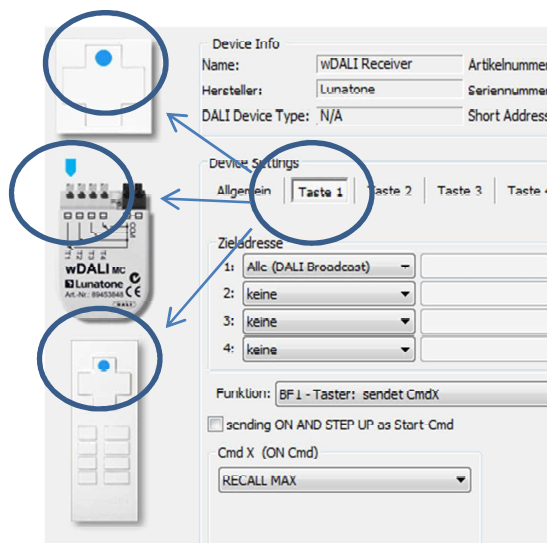 Device Info
Name: wDALI Receiver Artikelnummer
Hersteller: Lunatone Seriennummer
DALI Device Type: N/A Short Address
Device Settings
Allgemein Taste 1 Taste 2 Taste 3 Taste 4
Zieladresse
1: Alle (DALI Broadcast)
2: keine
3: keine
4: keine
Funktion: BF1 - Taster: sendet CmdX
sending ON AND STEP UP as Start Cmd
Cmd X (ON Cmd)
RECALL MAX
wDALI MC
Lunatone
Art.-Nr.: 89453848 CE
DALI